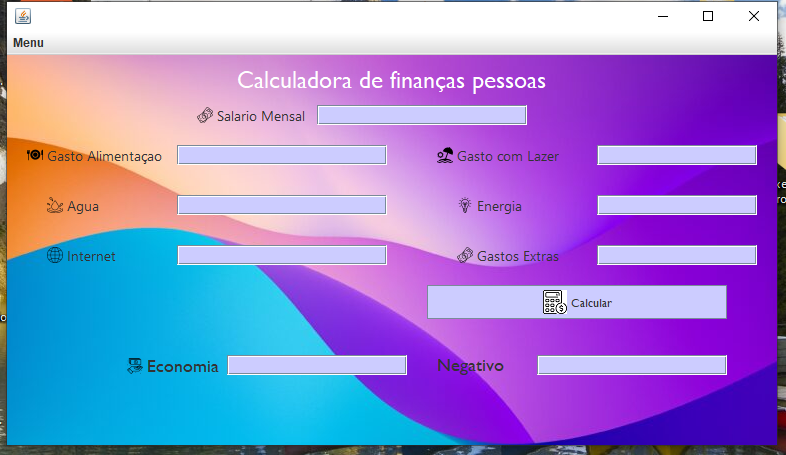 Menu
Calculadora de finanças pessoas
Salario Mensal
Gasto Alimentaçao
Gasto com Lazer
Agua
Energia
Internet
Gastos Extras
Calcular
Economia
Negativo